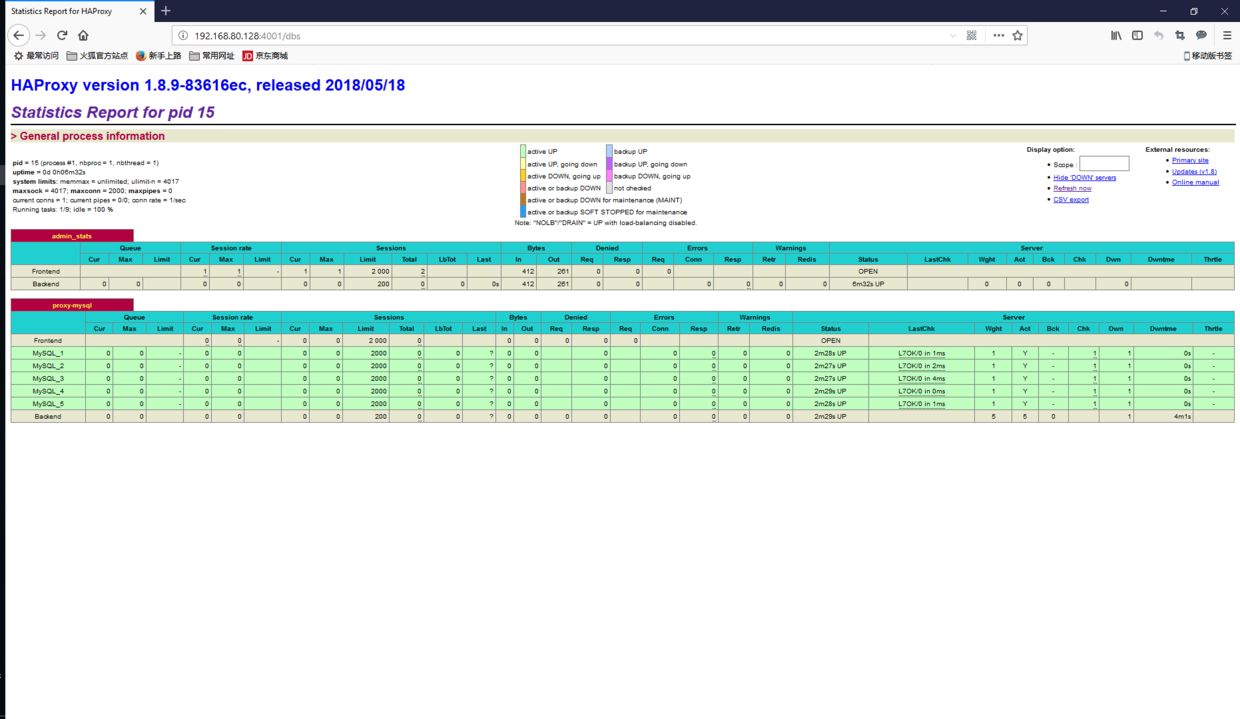 Statistics Report for HAProxy
192.168.80.128:4001/dbs
最常访问 火狐官方站点 新手上路 常用网址 JD 京东商城 移动版书签
HAProxy version 1.8.9-83616ec, released 2018/05/18
Statistics Report for pid 15
> General process information
pid = 15 (process #1, nbproc = 1, nbthread = 1)
uptime = 0d 0h06m32s
system limits: memmax = unlimited; ulimit-n = 4017
maxsock = 4017; maxconn = 2000; maxpipes = 0
current conns = 1; current pipes = 0/0; conn rate = 1/sec
Running tasks: 1/9; idle = 100 %
active UP backup UP
active UP, going down backup UP, going down
active DOWN, going up backup DOWN, going up
active or backup DOWN not checked
active or backup DOWN for maintenance (MAINT)
active or backup SOFT STOPPED for maintenance
Note: "NOLB"/"DRAIN" = UP with load-balancing disabled.
Display option:
Scope :
Hide 'DOWN' servers
Refresh now
CSV export
External resources:
Primary site
Updates (v1.8)
Online manual
admin_stats
Queue Session rate Sessions Bytes Denied Errors Warnings Server
Cur Max Limit Cur Max Limit Cur Max Limit Total LbTot Last In Out Req Resp Req Conn Resp Retr Redis Status LastChk Wght Act Bck Chk Dwn Dwntme Thrtle
Frontend 1 1 - 1 1 2 000 2 412 261 0 0 0 OPEN
Backend 0 0 0 0 0 0 200 0 0 0s 412 261 0 0 0 0 0 0 6m32s UP 0 0 0 0
proxy-mysql
Queue Session rate Sessions Bytes Denied Errors Warnings Server
Cur Max Limit Cur Max Limit Cur Max Limit Total LbTot Last In Out Req Resp Req Conn Resp Retr Redis Status LastChk Wght Act Bck Chk Dwn Dwntme Thrtle
Frontend 0 0 - 0 0 2 000 0 0 0 0 0 0 OPEN
MySQL_1 0 0 - 0 0 0 0 2000 0 0 ? 0 0 0 0 0 0 0 2m28s UP L7OK/0 in 1ms 1 Y - 1 1 0s -
MySQL_2 0 0 - 0 0 0 0 2000 0 0 ? 0 0 0 0 0 0 0 2m27s UP L7OK/0 in 2ms 1 Y - 1 1 0s -
MySQL_3 0 0 - 0 0 0 0 2000 0 0 ? 0 0 0 0 0 0 0 2m27s UP L7OK/0 in 4ms 1 Y - 1 1 0s -
MySQL_4 0 0 - 0 0 0 0 2000 0 0 ? 0 0 0 0 0 0 0 2m28s UP L7OK/0 in 0ms 1 Y - 1 1 0s -
MySQL_5 0 0 - 0 0 0 0 2000 0 0 ? 0 0 0 0 0 0 0 2m29s UP L7OK/0 in 1ms 1 Y - 1 1 0s -
Backend 0 0 0 0 0 0 200 0 0 ? 0 0 0 0 0 0 0 0 2m29s UP 5 5 0 1 4m1s